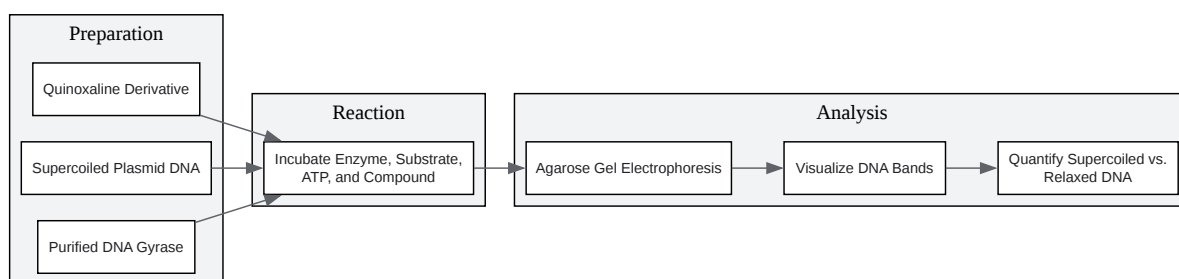 Preparation
Quinoxaline Derivative
Supercoiled Plasmid DNA
Purified DNA Gyrase
Reaction
Incubate Enzyme, Substrate,
ATP, and Compound
Analysis
Agarose Gel Electrophoresis
Visualize DNA Bands
Quantify Supercoiled vs.
Relaxed DNA